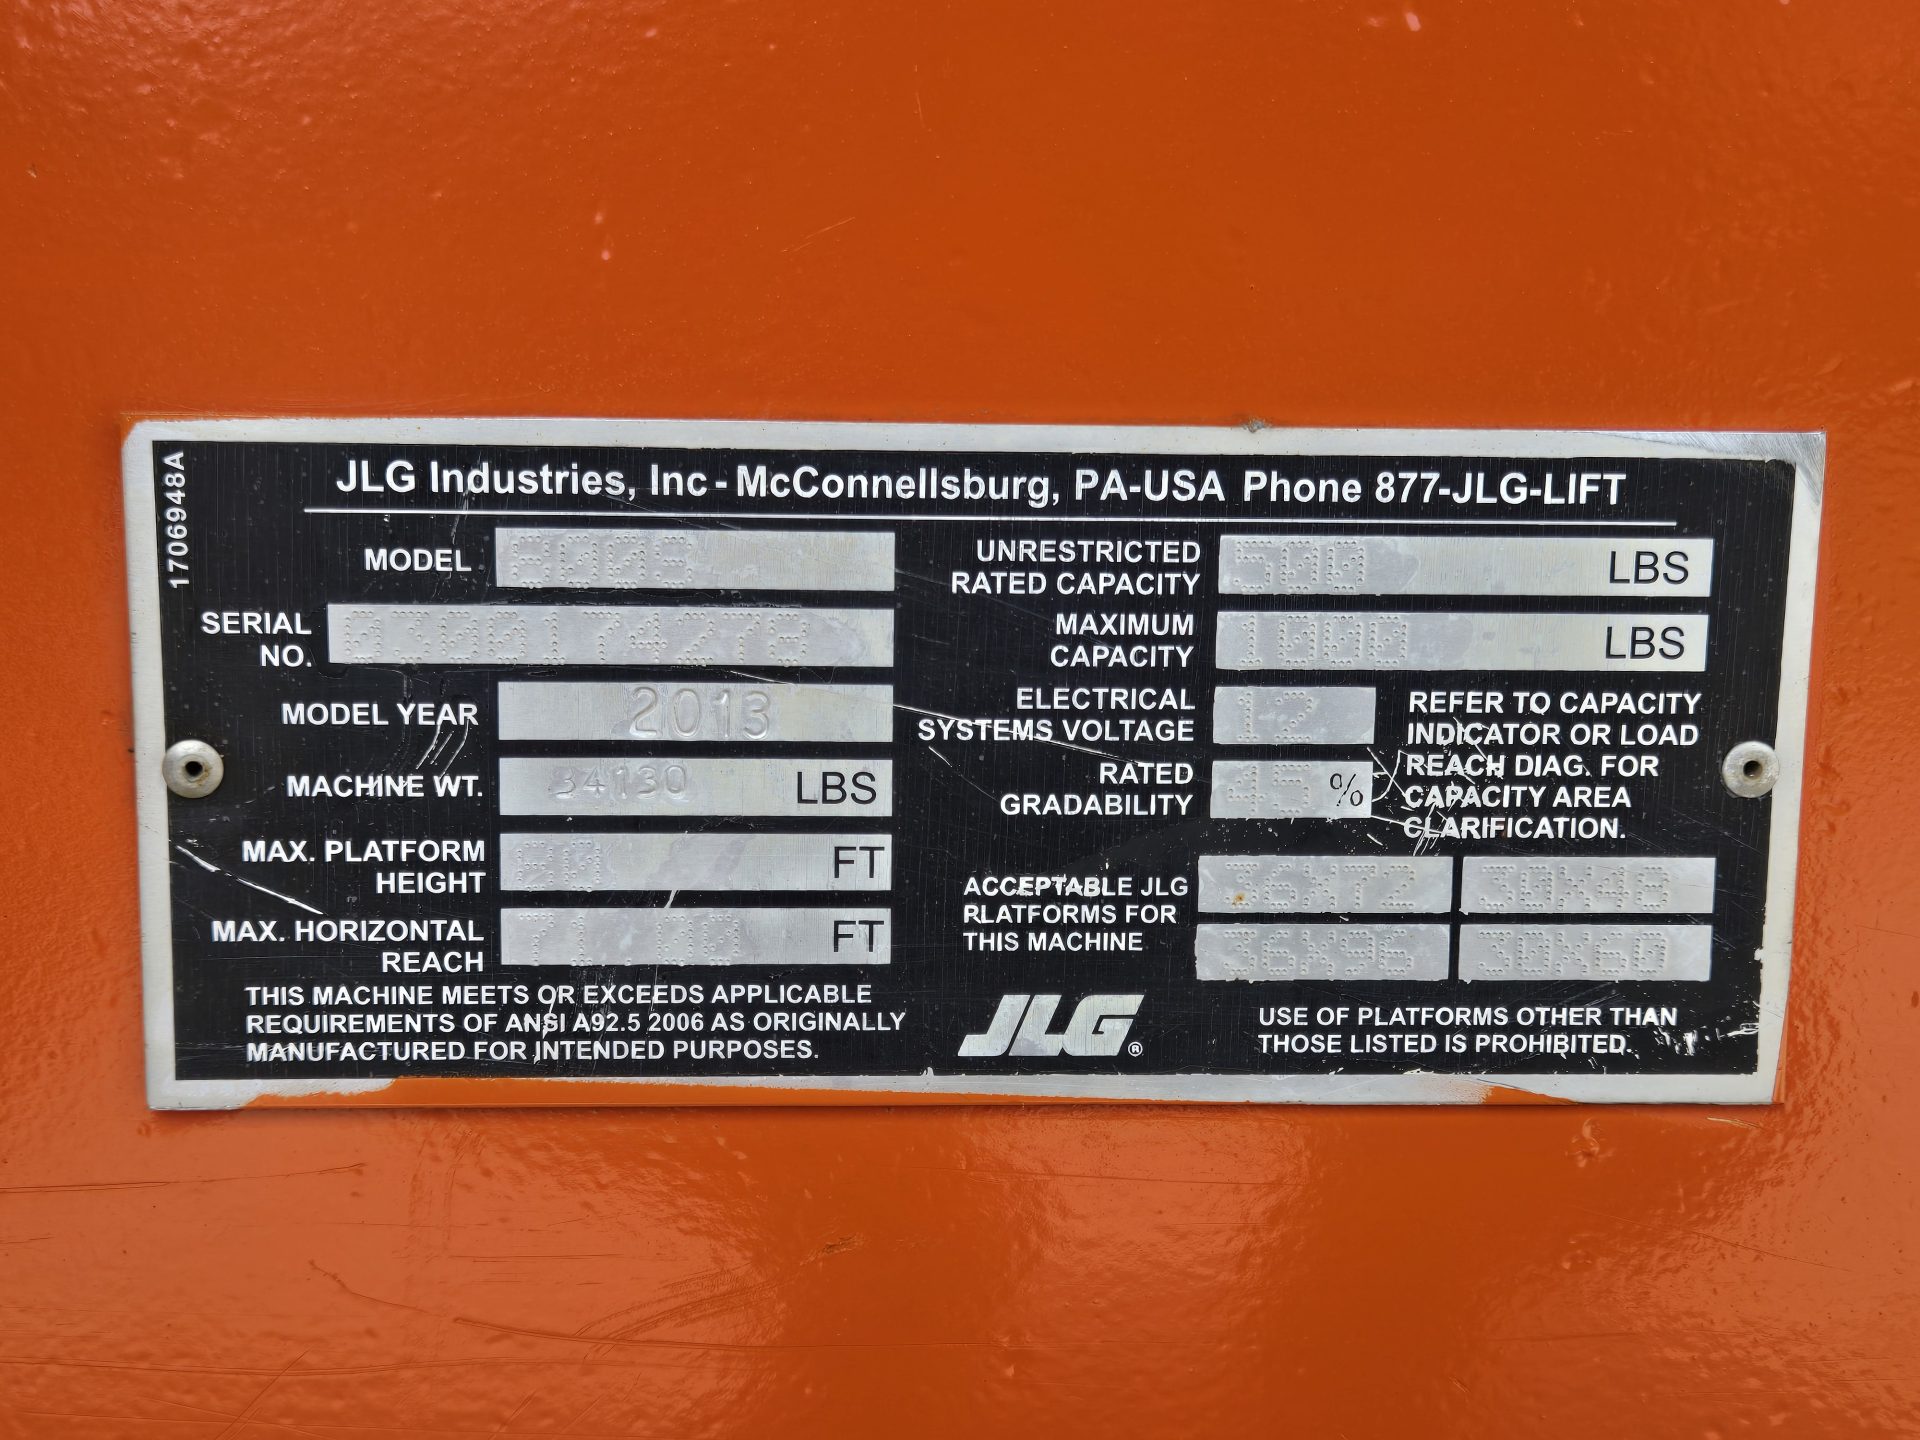 1706948A
JLG Industries, Inc - McConnellsburg, PA-USA Phone 877-JLG-LIFT
MODEL 800S
SERIAL NO. 0300174278
MODEL YEAR 2013
MACHINE WT. 34130 LBS
MAX. PLATFORM HEIGHT 80 FT
MAX. HORIZONTAL REACH FT
THIS MACHINE MEETS OR EXCEEDS APPLICABLE
REQUIREMENTS OF ANSI A92.5 2006 AS ORIGINALLY
MANUFACTURED FOR INTENDED PURPOSES.
UNRESTRICTED RATED CAPACITY 500 LBS
MAXIMUM CAPACITY 1000 LBS
ELECTRICAL SYSTEMS VOLTAGE 12
RATED GRADABILITY 45 %
REFER TO CAPACITY
INDICATOR OR LOAD
REACH DIAG. FOR
CAPACITY AREA
CLARIFICATION.
ACCEPTABLE JLG
PLATFORMS FOR
THIS MACHINE
36X72 30X48
36X96 30X60
JLG®
USE OF PLATFORMS OTHER THAN
THOSE LISTED IS PROHIBITED.